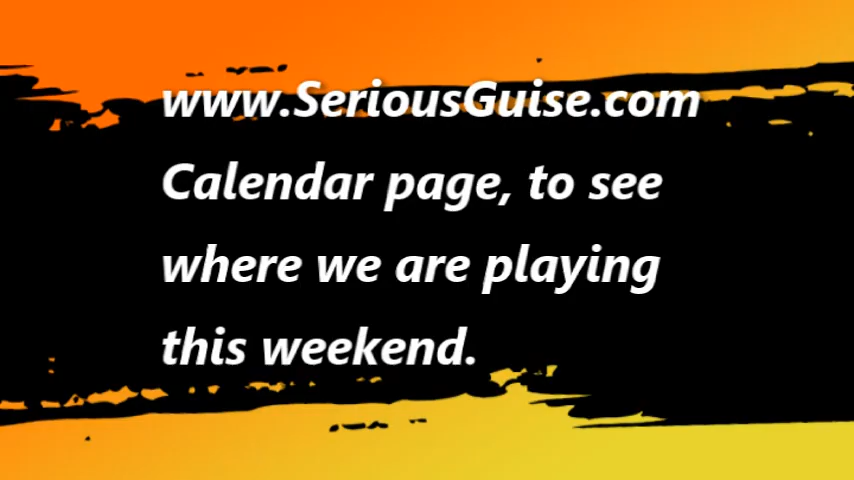 www.SeriousGuise.com
Calendar page, to see
where we are playing
this weekend.